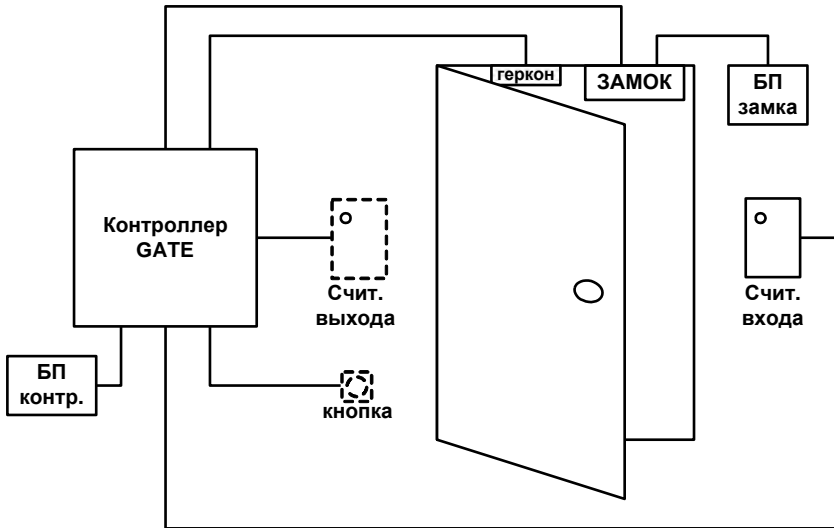 геркон
ЗАМОК
БП
замка
Контроллер
GATE
Счит.
выхода
Счит.
входа
БП
контр.
кнопка